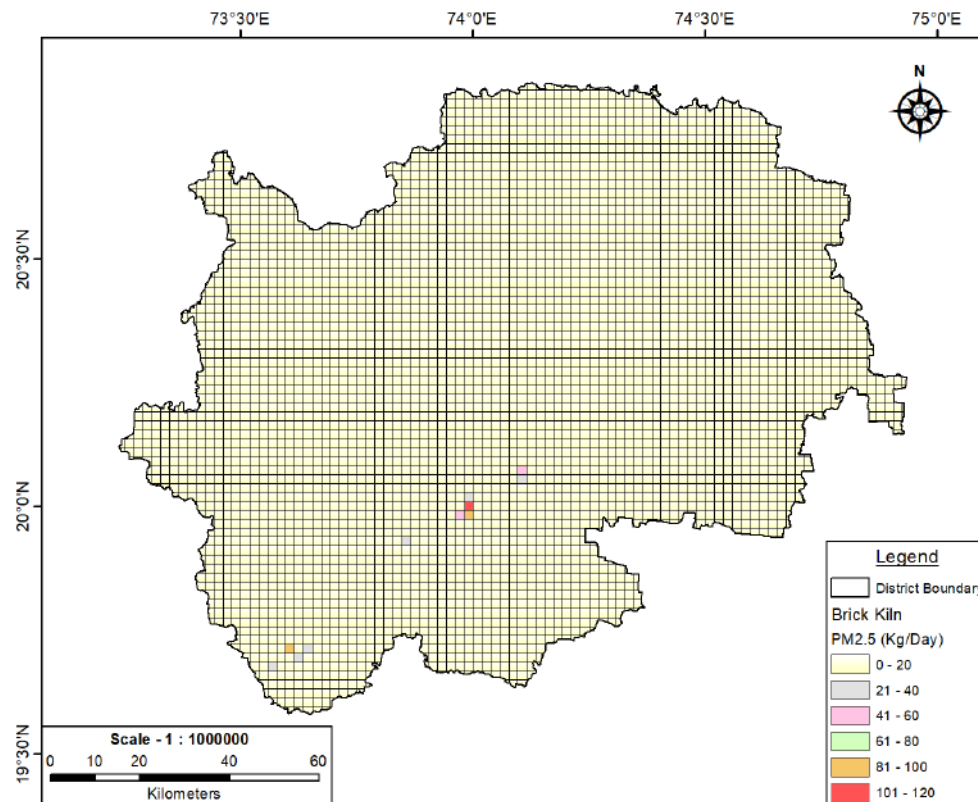 73°30'E 74°0'E 74°30'E 75°0'E
N
20°30'N
20°0'N
19°30'N
Legend
District Boundary
Brick Kiln
PM2.5 (Kg/Day)
0 - 20
21 - 40
41 - 60
61 - 80
81 - 100
101 - 120
Scale - 1 : 1000000
0 10 20 40 60
Kilometers